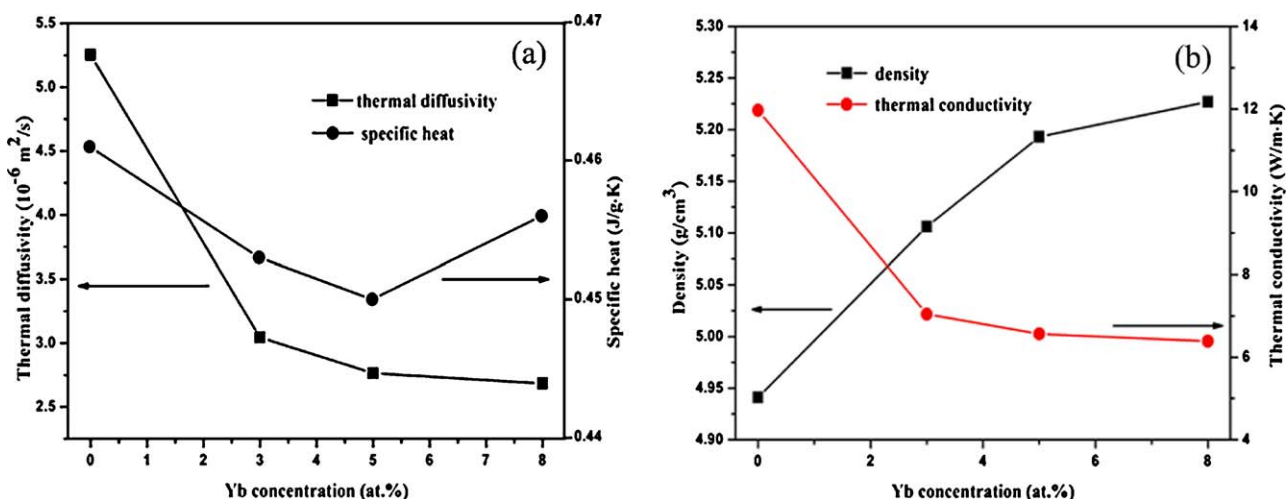 (a)
thermal diffusivity
specific heat
Thermal diffusivity (10⁻⁶ m²/s)
5.5
5.0
4.5
4.0
3.5
3.0
2.5
Specific heat (J/g·K)
0.47
0.46
0.45
0.44
0 1 2 3 4 5 6 7 8
Yb concentration (at.%)
(b)
density
thermal conductivity
Density (g/cm³)
5.30
5.25
5.20
5.15
5.10
5.05
5.00
4.95
4.90
Thermal conductivity (W/m·K)
14
12
10
8
6
4
0 2 4 6 8
Yb concentration (at.%)